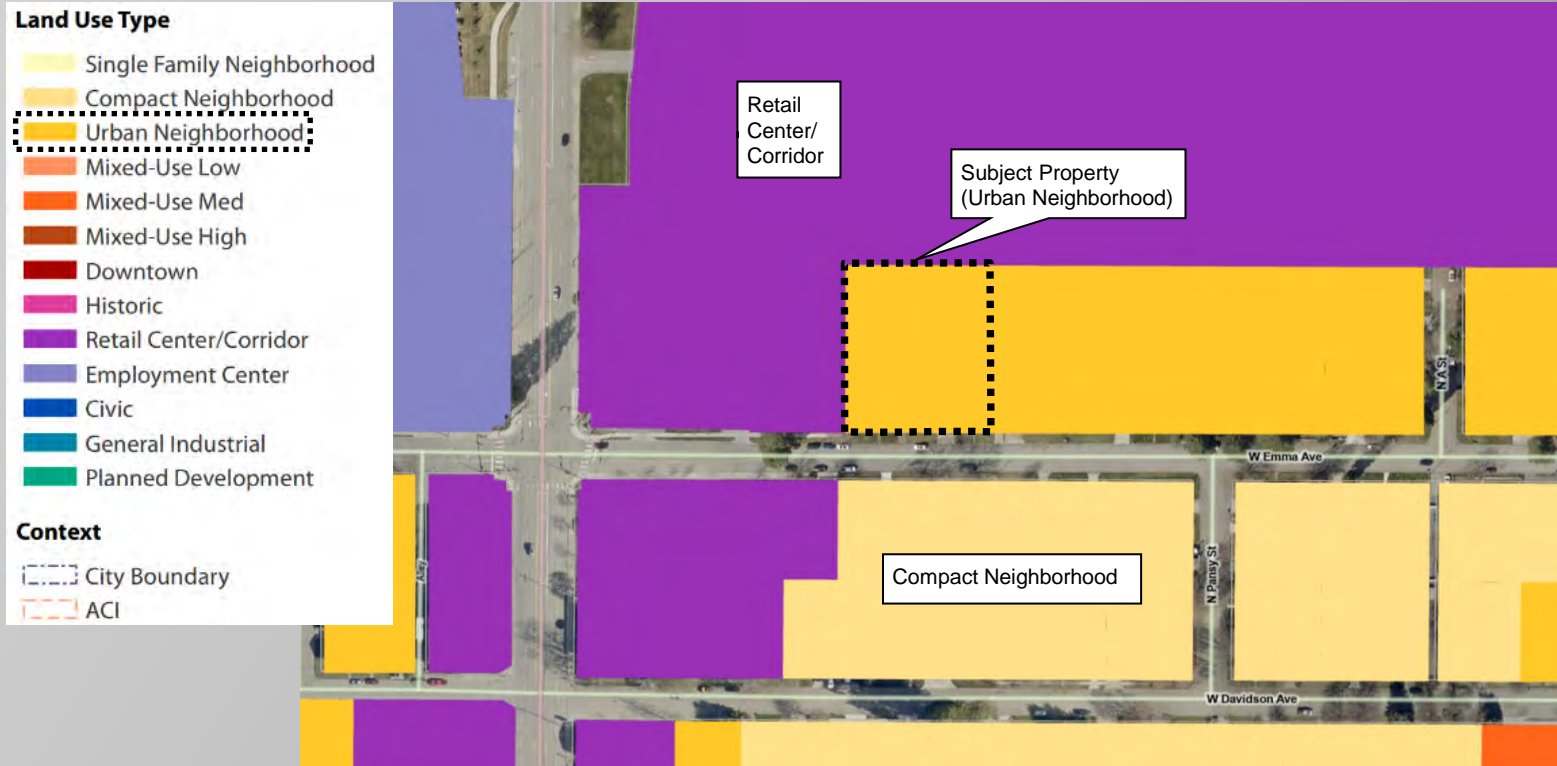 Land Use Type
Single Family Neighborhood
Compact Neighborhood
Urban Neighborhood
Mixed-Use Low
Mixed-Use Med
Mixed-Use High
Downtown
Historic
Retail Center/Corridor
Employment Center
Civic
General Industrial
Planned Development
Context
City Boundary
ACI
Retail
Center/
Corridor
Subject Property
(Urban Neighborhood)
N A St
W Emma Ave
Compact Neighborhood
Alley
N Pansy St
W Davidson Ave